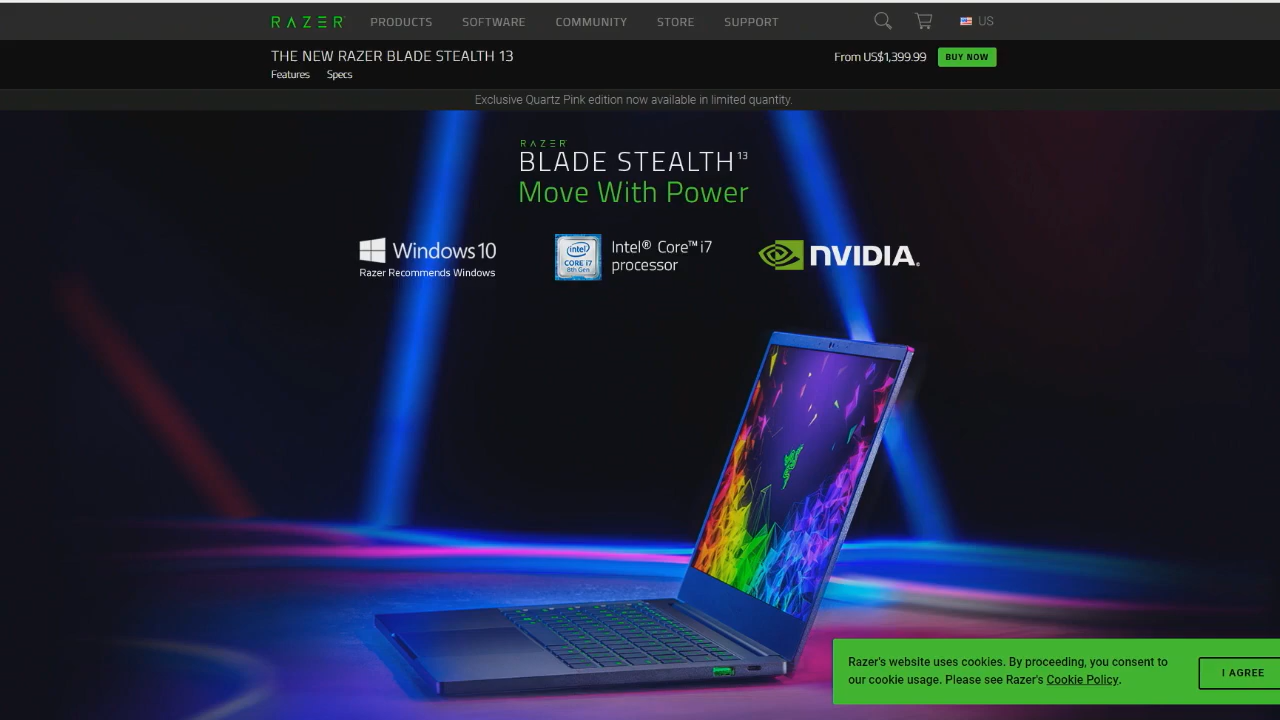 RAZER PRODUCTS SOFTWARE COMMUNITY STORE SUPPORT US
THE NEW RAZER BLADE STEALTH 13
From US$1,399.99 BUY NOW
Features Specs
Exclusive Quartz Pink edition now available in limited quantity.
RAZER
BLADE STEALTH 13
Move With Power
Windows 10
Razer Recommends Windows
intel
CORE i7
8th Gen
Intel® Core™ i7
processor
NVIDIA.
Razer's website uses cookies. By proceeding, you consent to
our cookie usage. Please see Razer's Cookie Policy.
I AGREE